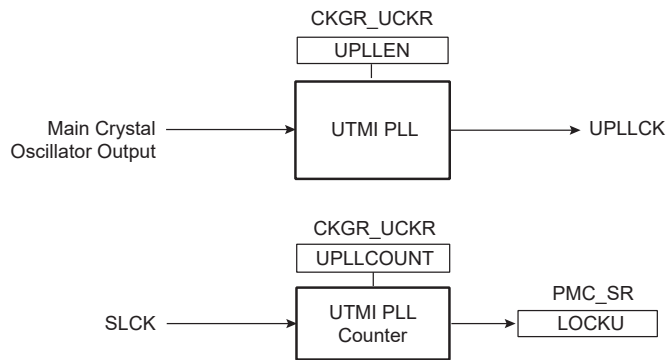 CKGR_UCKR
UPLLEN
Main Crystal
Oscillator Output
UTMI PLL
UPLLCK
CKGR_UCKR
UPLLCOUNT
SLCK
UTMI PLL
Counter
PMC_SR
LOCKU